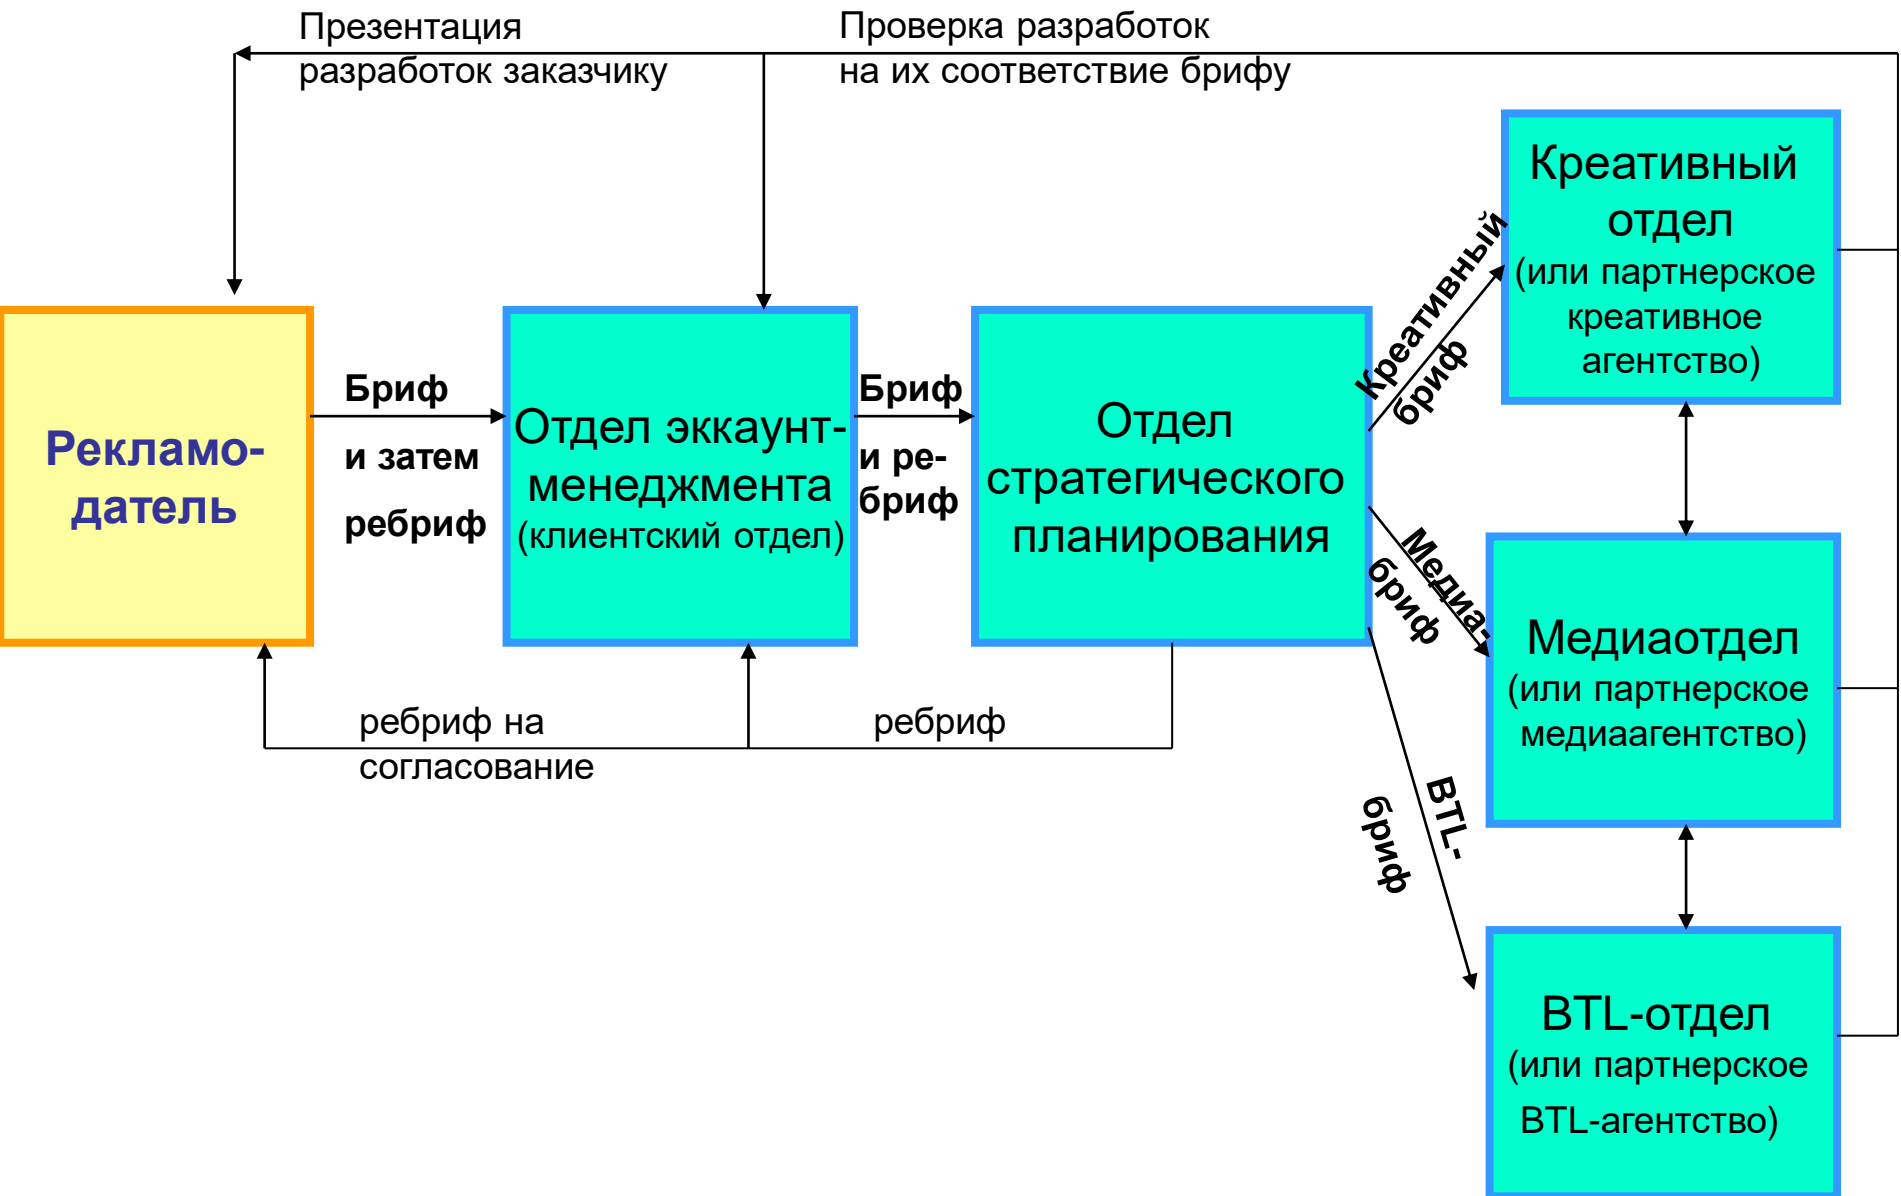 Презентация
разработок заказчику
Проверка разработок
на их соответствие брифу
Рекламо-
датель
Бриф
и затем
ребриф
Отдел эккаунт-
менеджмента
(клиентский отдел)
Бриф
и ре-
бриф
Отдел
стратегического
планирования
Креативный
бриф
Медиа-
бриф
BTL-
бриф
Креативный
отдел
(или партнерское
креативное
агентство)
Медиаотдел
(или партнерское
медиаагентство)
BTL-отдел
(или партнерское
BTL-агентство)
ребриф на
согласование
ребриф